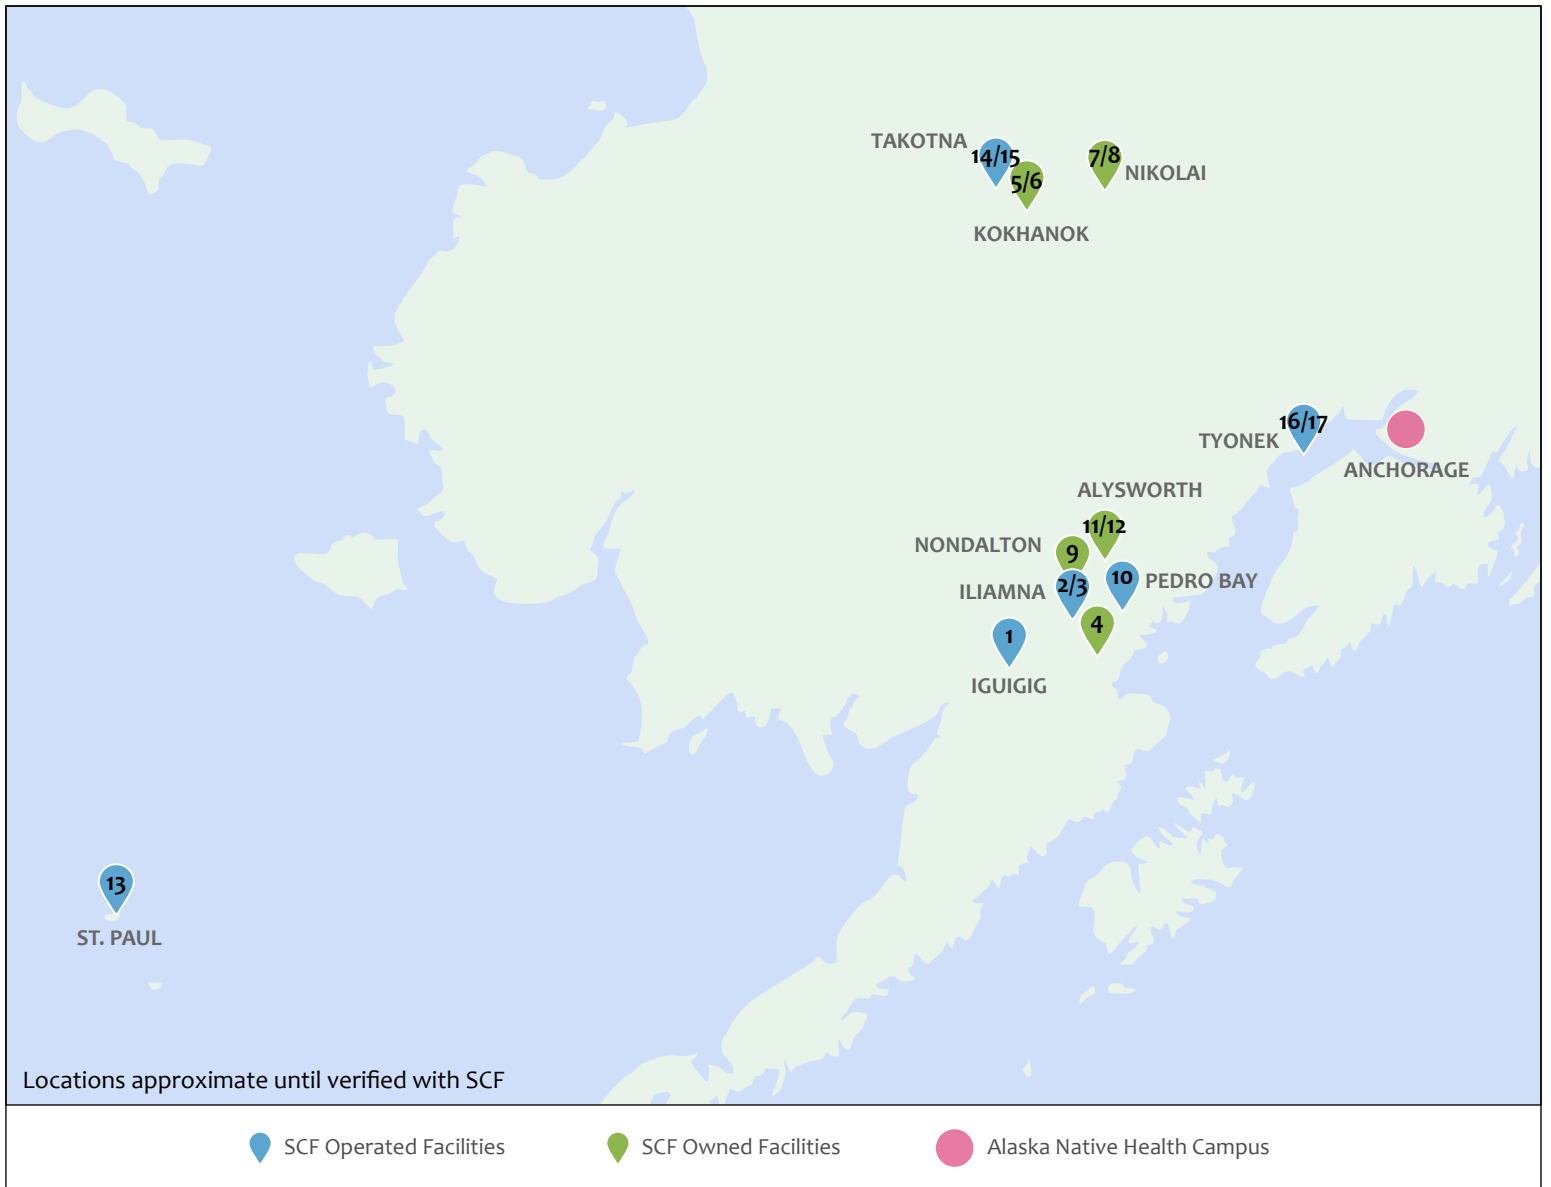 TAKOTNA
14/15
5/6
KOKHANOK
7/8
NIKOLAI
16/17
TYONEK
ANCHORAGE
ALYSWORTH
11/12
NONDALTON
9
ILIAMNA
2/3
10
PEDRO BAY
4
1
IGUIGIG
13
ST. PAUL
Locations approximate until verified with SCF
SCF Operated Facilities
SCF Owned Facilities
Alaska Native Health Campus